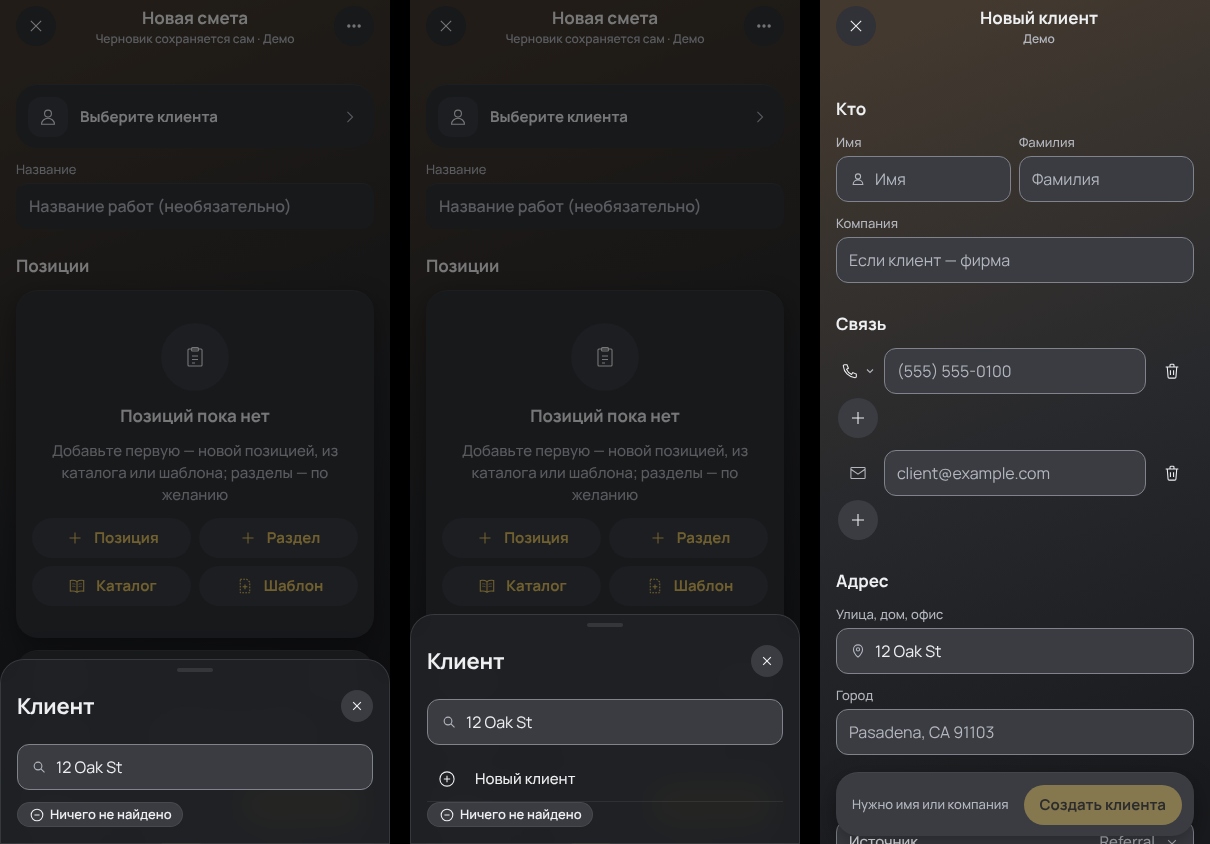 Новая смета
Черновик сохраняется сам · Демо
Выберите клиента
Название
Название работ (необязательно)
Позиции
Позиций пока нет
Добавьте первую — новой позицией, из
каталога или шаблона; разделы — по
желанию
Позиция
Раздел
Каталог
Шаблон
Клиент
12 Oak St
Ничего не найдено
Новая смета
Черновик сохраняется сам · Демо
Выберите клиента
Название
Название работ (необязательно)
Позиции
Позиций пока нет
Добавьте первую — новой позицией, из
каталога или шаблона; разделы — по
желанию
Позиция
Раздел
Каталог
Шаблон
Клиент
12 Oak St
Новый клиент
Ничего не найдено
Новый клиент
Демо
Кто
Имя
Фамилия
Имя
Фамилия
Компания
Если клиент — фирма
Связь
(555) 555-0100
client@example.com
Адрес
Улица, дом, офис
12 Oak St
Город
Pasadena, CA 91103
Нужно имя или компания
Создать клиента
Источник
Referral